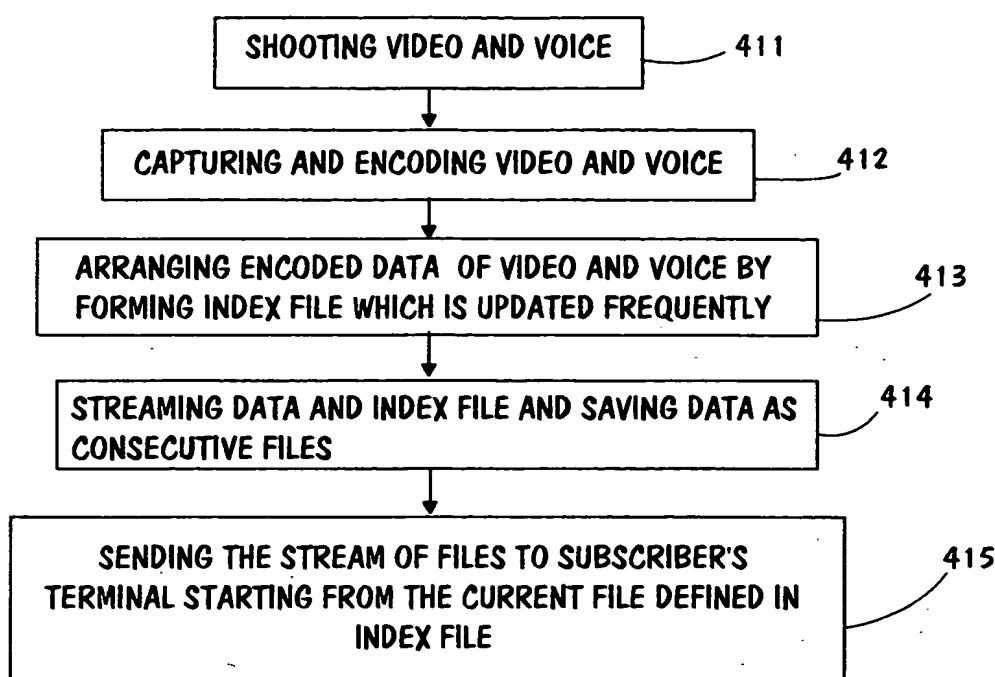 SHOOTING VIDEO AND VOICE
411
CAPTURING AND ENCODING VIDEO AND VOICE
412
ARRANGING ENCODED DATA OF VIDEO AND VOICE BY
FORMING INDEX FILE WHICH IS UPDATED FREQUENTLY
413
STREAMING DATA AND INDEX FILE AND SAVING DATA AS
CONSECUTIVE FILES
414
SENDING THE STREAM OF FILES TO SUBSCRIBER'S
TERMINAL STARTING FROM THE CURRENT FILE DEFINED IN
INDEX FILE
415